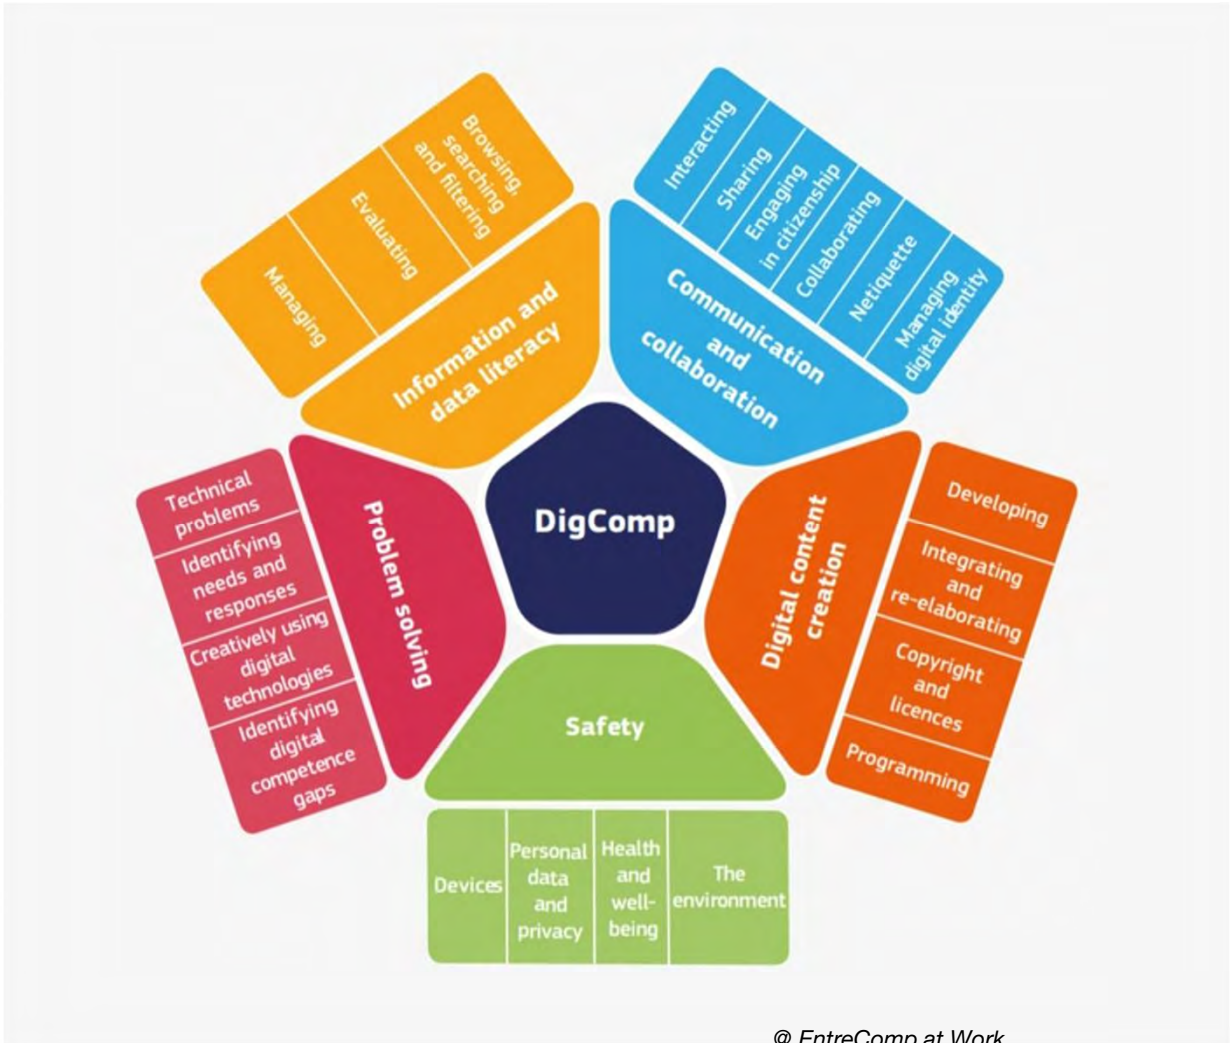 Browsing,
searching
and filtering
Evaluating
Managing
Information and
data literacy
Interacting
Sharing
Engaging
in citizenship
Collaborating
Netiquette
Managing
digital identity
Communication
and
collaboration
DigComp
Developing
Integrating
and
re-elaborating
Copyright
and
licences
Programming
Digital content
creation
Safety
Devices
Personal
data
and
privacy
Health
and
well-
being
The
environment
Problem solving
Technical
problems
Identifying
needs and
responses
Creatively using
digital
technologies
Identifying
digital
competence
gaps
@ EntreComp at Work